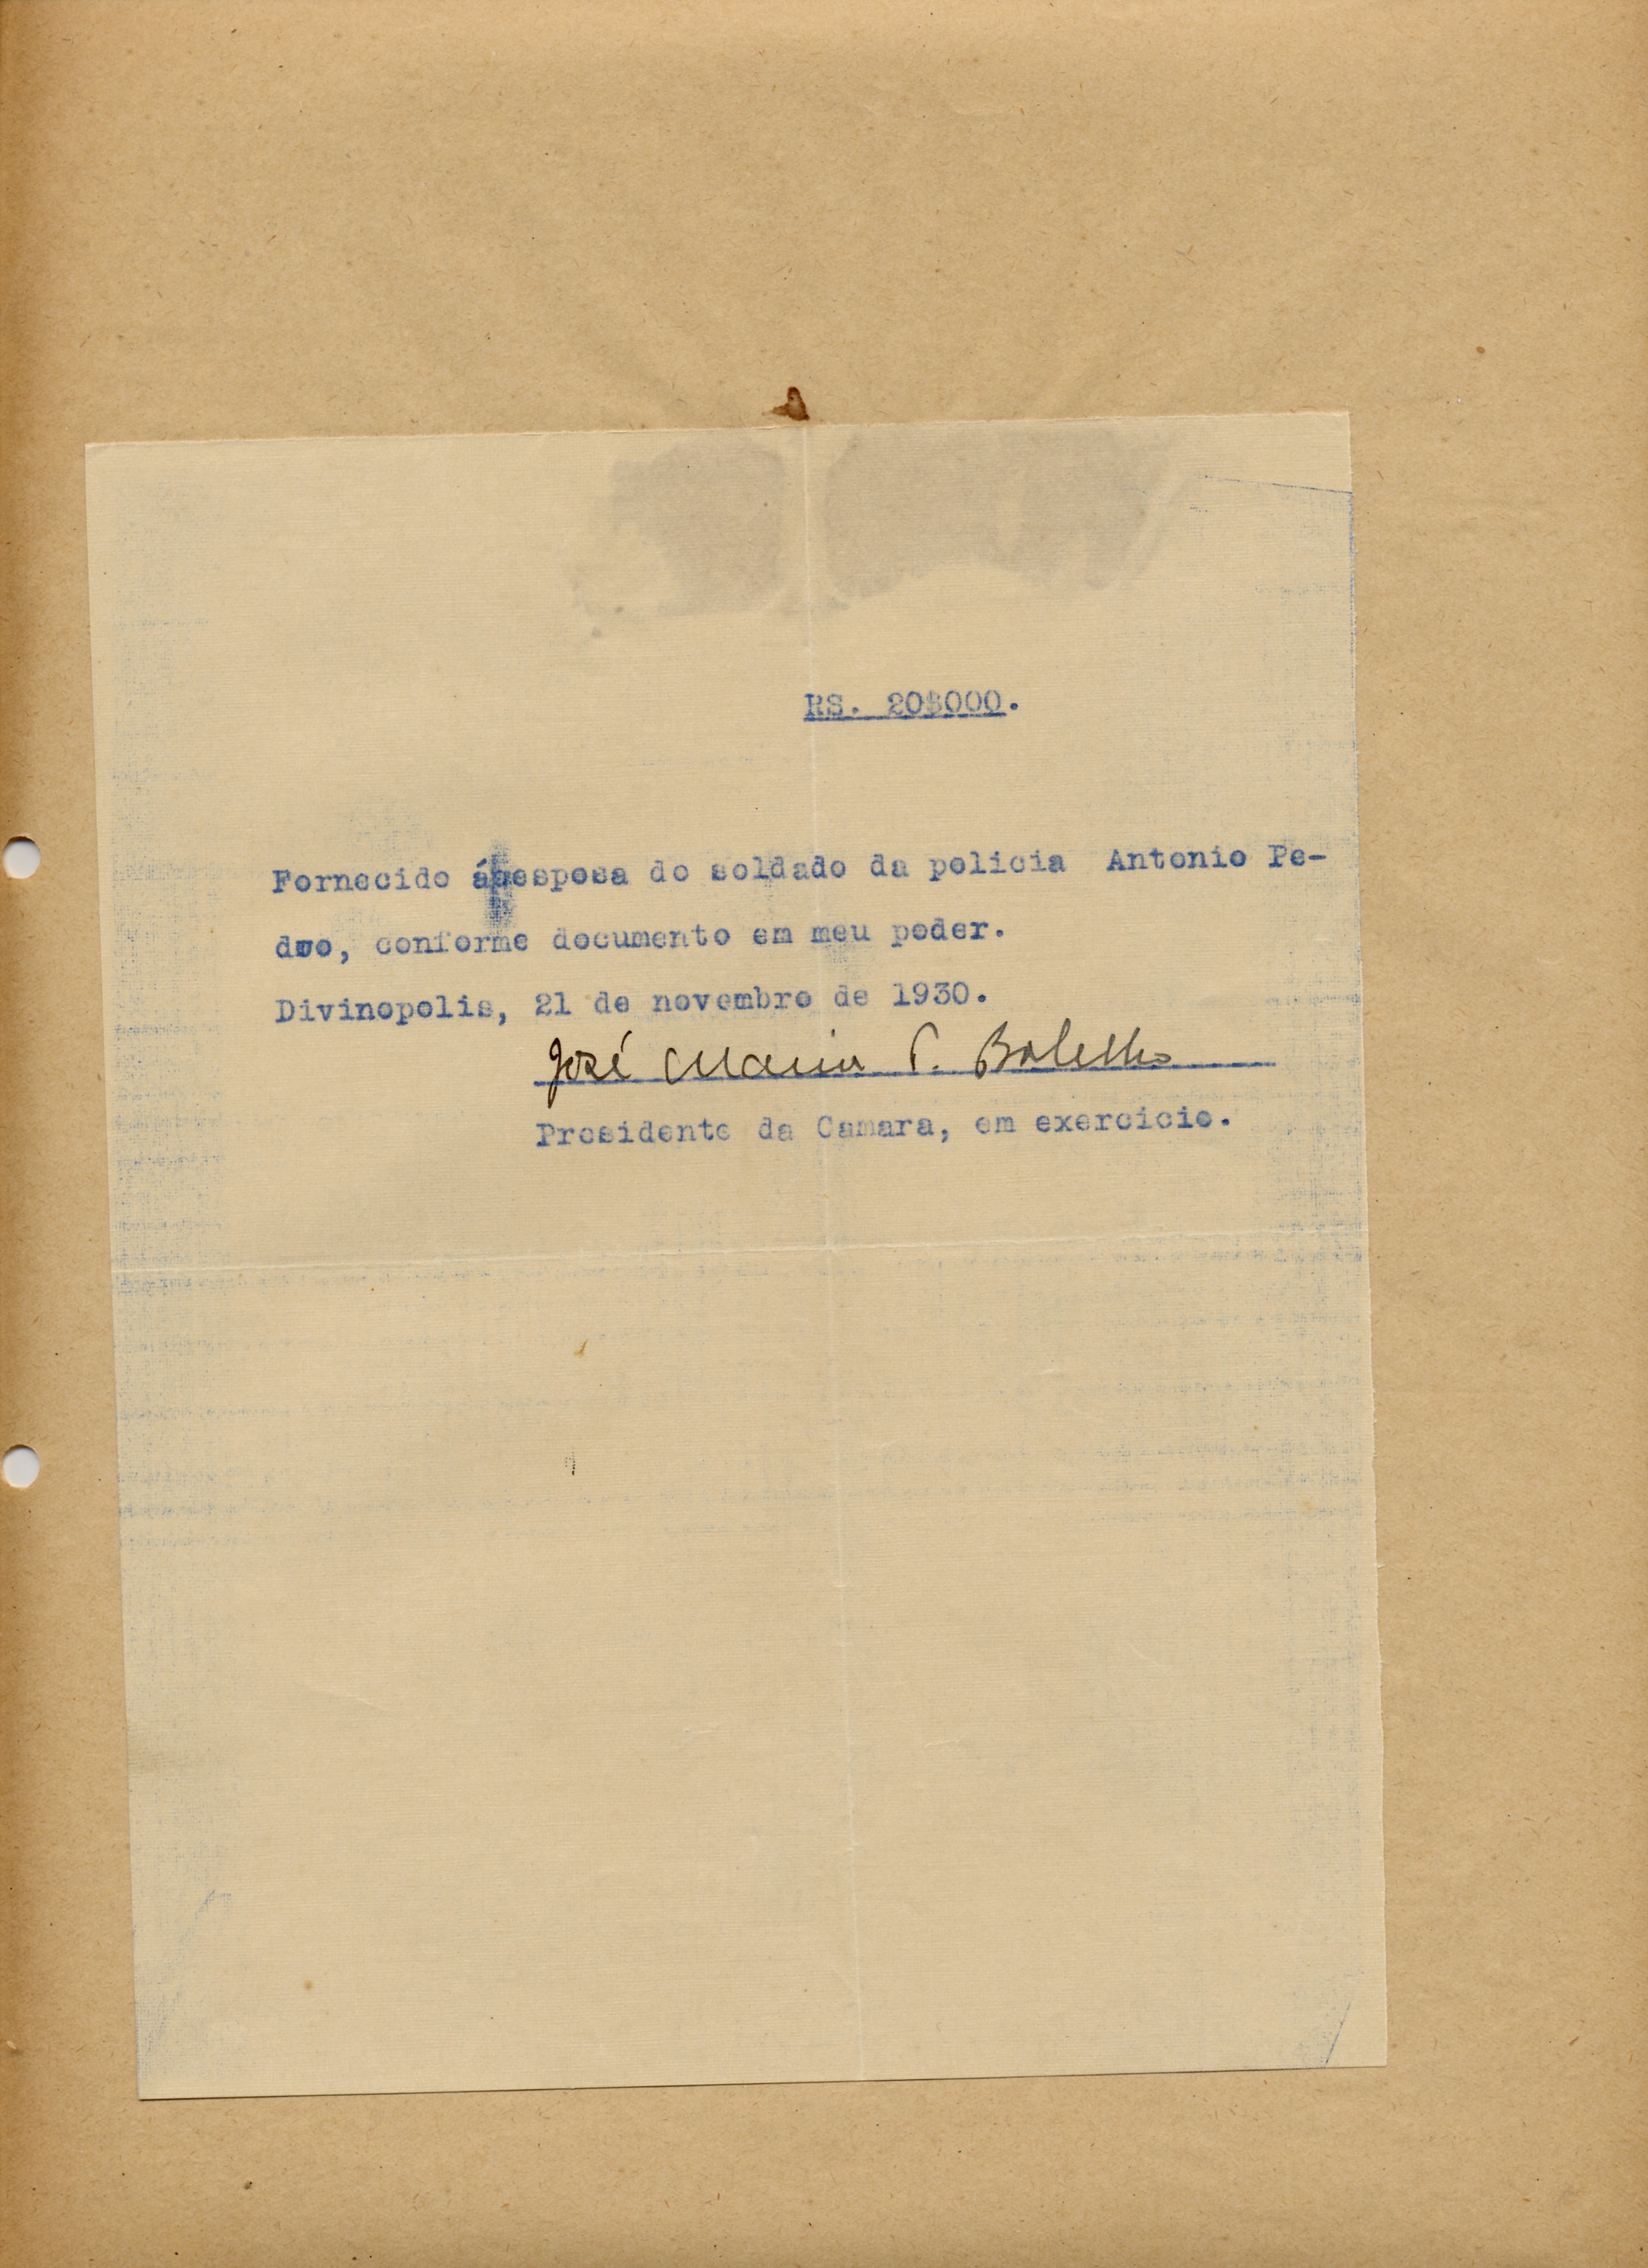 RS. 20$000.
Fornecido á esposa do soldado da policia Antonio Pe-
dro, conforme documento em meu poder.
Divinopolis, 21 de novembro de 1930.
José Maria P. Botelho
Presidente da Camara, em exercicio.